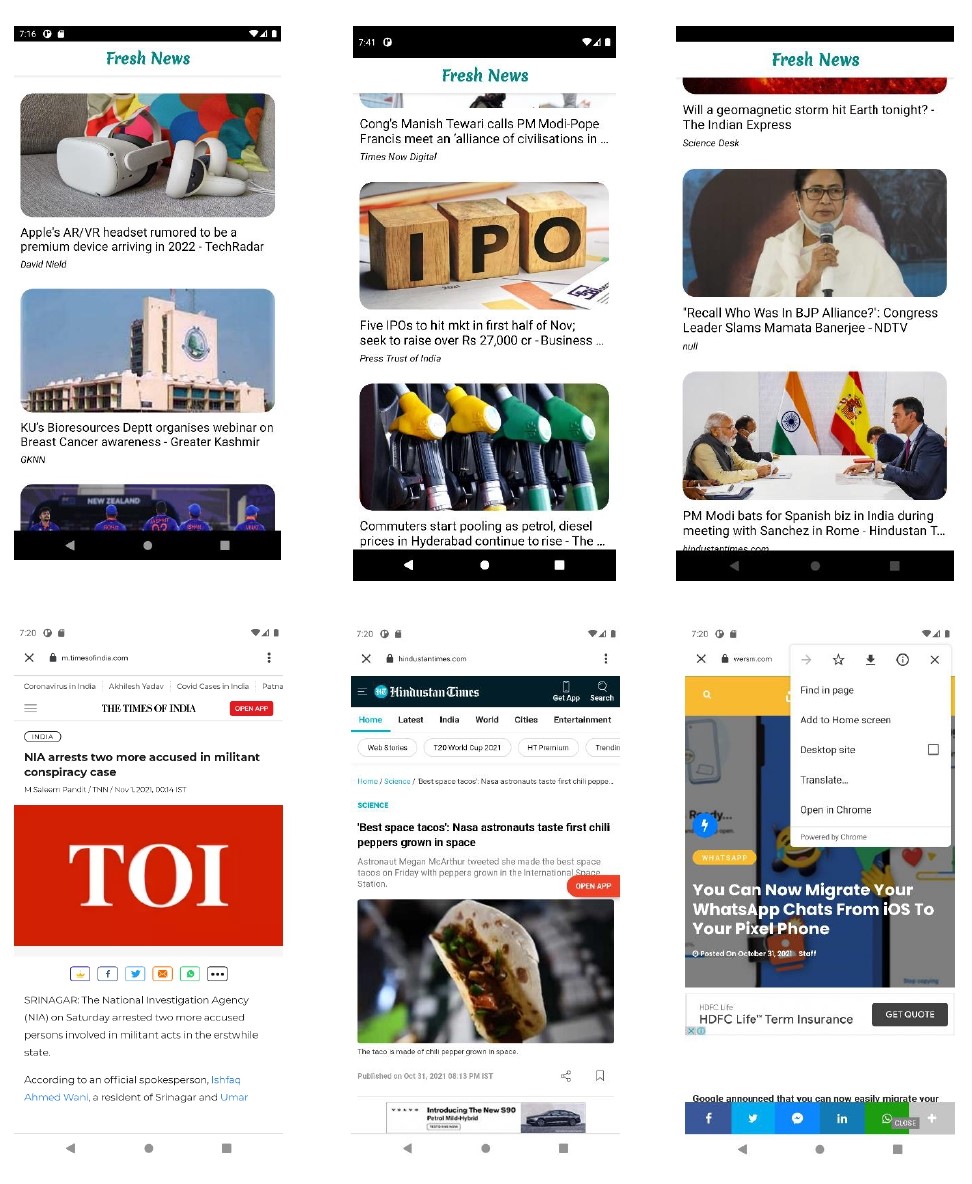 7:16
Fresh News
Apple's AR/VR headset rumored to be a
premium device arriving in 2022 - TechRadar
David Nield
KU's Bioresources Deptt organises webinar on
Breast Cancer awareness - Greater Kashmir
GKNN
NEW ZEALAND
7:41
Fresh News
Cong's Manish Tewari calls PM Modi-Pope
Francis meet an 'alliance of civilisations in ...
Times Now Digital
IPO
Five IPOs to hit mkt in first half of Nov;
seek to raise over Rs 27,000 cr - Business ...
Press Trust of India
Commuters start pooling as petrol, diesel
prices in Hyderabad continue to rise - The ...
Fresh News
Will a geomagnetic storm hit Earth tonight? -
The Indian Express
Science Desk
"Recall Who Was In BJP Alliance?": Congress
Leader Slams Mamata Banerjee - NDTV
null
PM Modi bats for Spanish biz in India during
meeting with Sanchez in Rome - Hindustan T...
hindustantimes.com
7:20
m.timesofindia.com
Coronavirus in India Akhilesh Yadav Covid Cases in India Patna
THE TIMES OF INDIA OPEN APP
INDIA
NIA arrests two more accused in militant
conspiracy case
M Saleem Pandit / TNN / Nov 1, 2021, 00:14 IST
TOI
SRINAGAR: The National Investigation Agency
(NIA) on Saturday arrested two more accused
persons involved in militant acts in the erstwhile
state.
According to an official spokesperson, Ishfaq
Ahmed Wani, a resident of Srinagar and Umar
7:20
hindustantimes.com
HT Hindustan Times Get App Search
Home Latest India World Cities Entertainment
Web Stories T20 World Cup 2021 HT Premium Trendin
Home / Science / 'Best space tacos': Nasa astronauts taste first chili peppe...
SCIENCE
'Best space tacos': Nasa astronauts taste first chili
peppers grown in space
Astronaut Megan McArthur tweeted she made the best space
tacos on Friday with peppers grown in the International Space
Station.
OPEN APP
The taco is made of chili pepper grown in space.
Published on Oct 31, 2021 08:13 PM IST
Introducing The New S90
Petrol Mild-Hybrid
7:20
wersm.com
Find in page
Add to Home screen
Desktop site
Translate...
Open in Chrome
Powered by Chrome
WHATSAPP
You Can Now Migrate Your
WhatsApp Chats From iOS To
Your Pixel Phone
Posted On October 31, 2021 Staff
Stop copying
HDFC Life
HDFC Life™ Term Insurance
GET QUOTE
Google announced that you can now easily migrate your
CLOSE